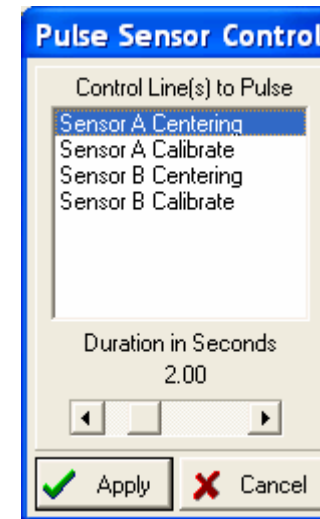 Pulse Sensor Control
Control Line(s) to Pulse
Sensor A Centering
Sensor A Calibrate
Sensor B Centering
Sensor B Calibrate
Duration in Seconds
2.00
Apply
Cancel